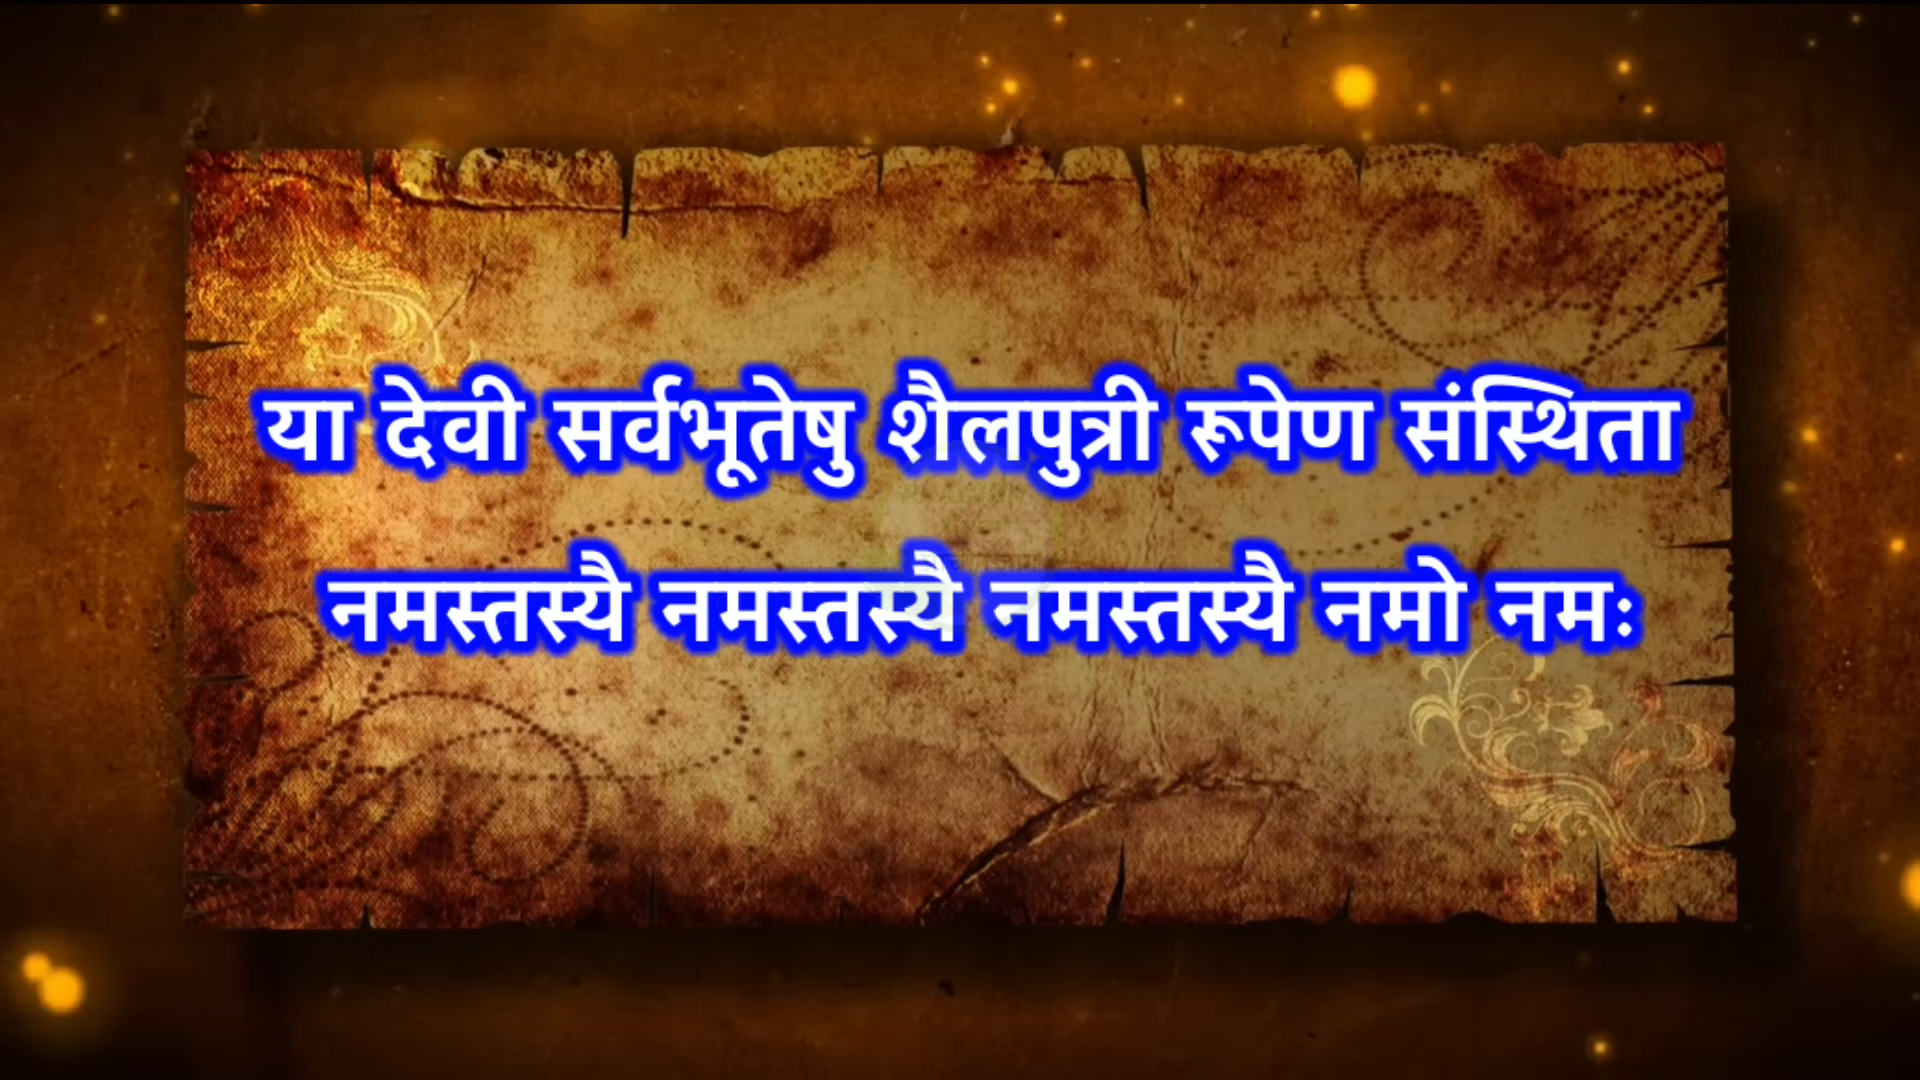 या देवी सर्वभूतेषु शैलपुत्री रूपेण संस्थिता
नमस्तस्यै नमस्तस्यै नमस्तस्यै नमो नमः